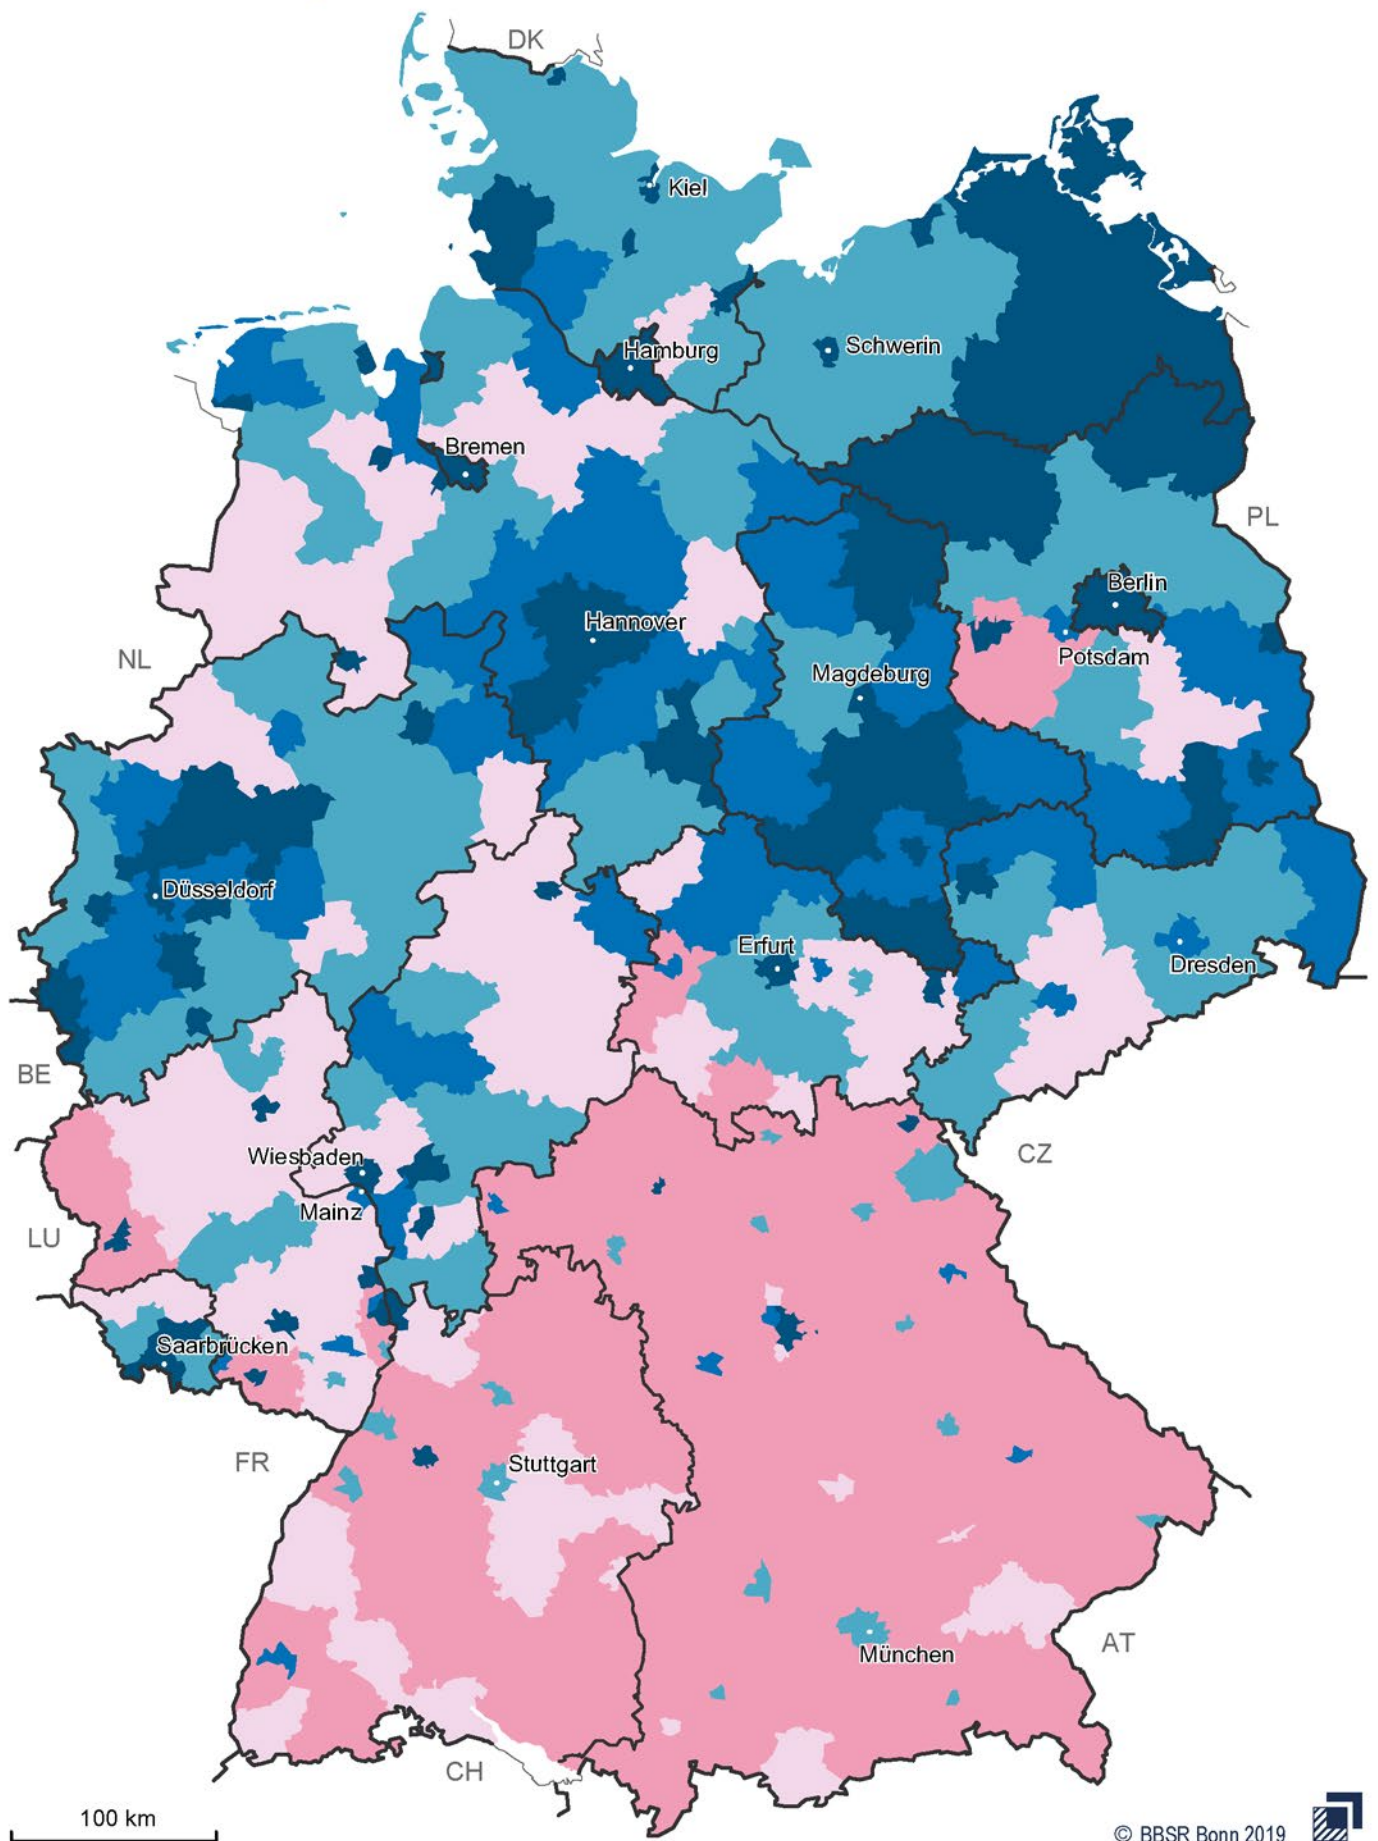 DK
Kiel
Hamburg
Schwerin
Bremen
PL
Berlin
Hannover
NL
Potsdam
Magdeburg
Düsseldorf
Erfurt
Dresden
BE
CZ
Wiesbaden
Mainz
LU
Saarbrücken
FR
Stuttgart
AT
München
CH
100 km
© BBSR Bonn 2019